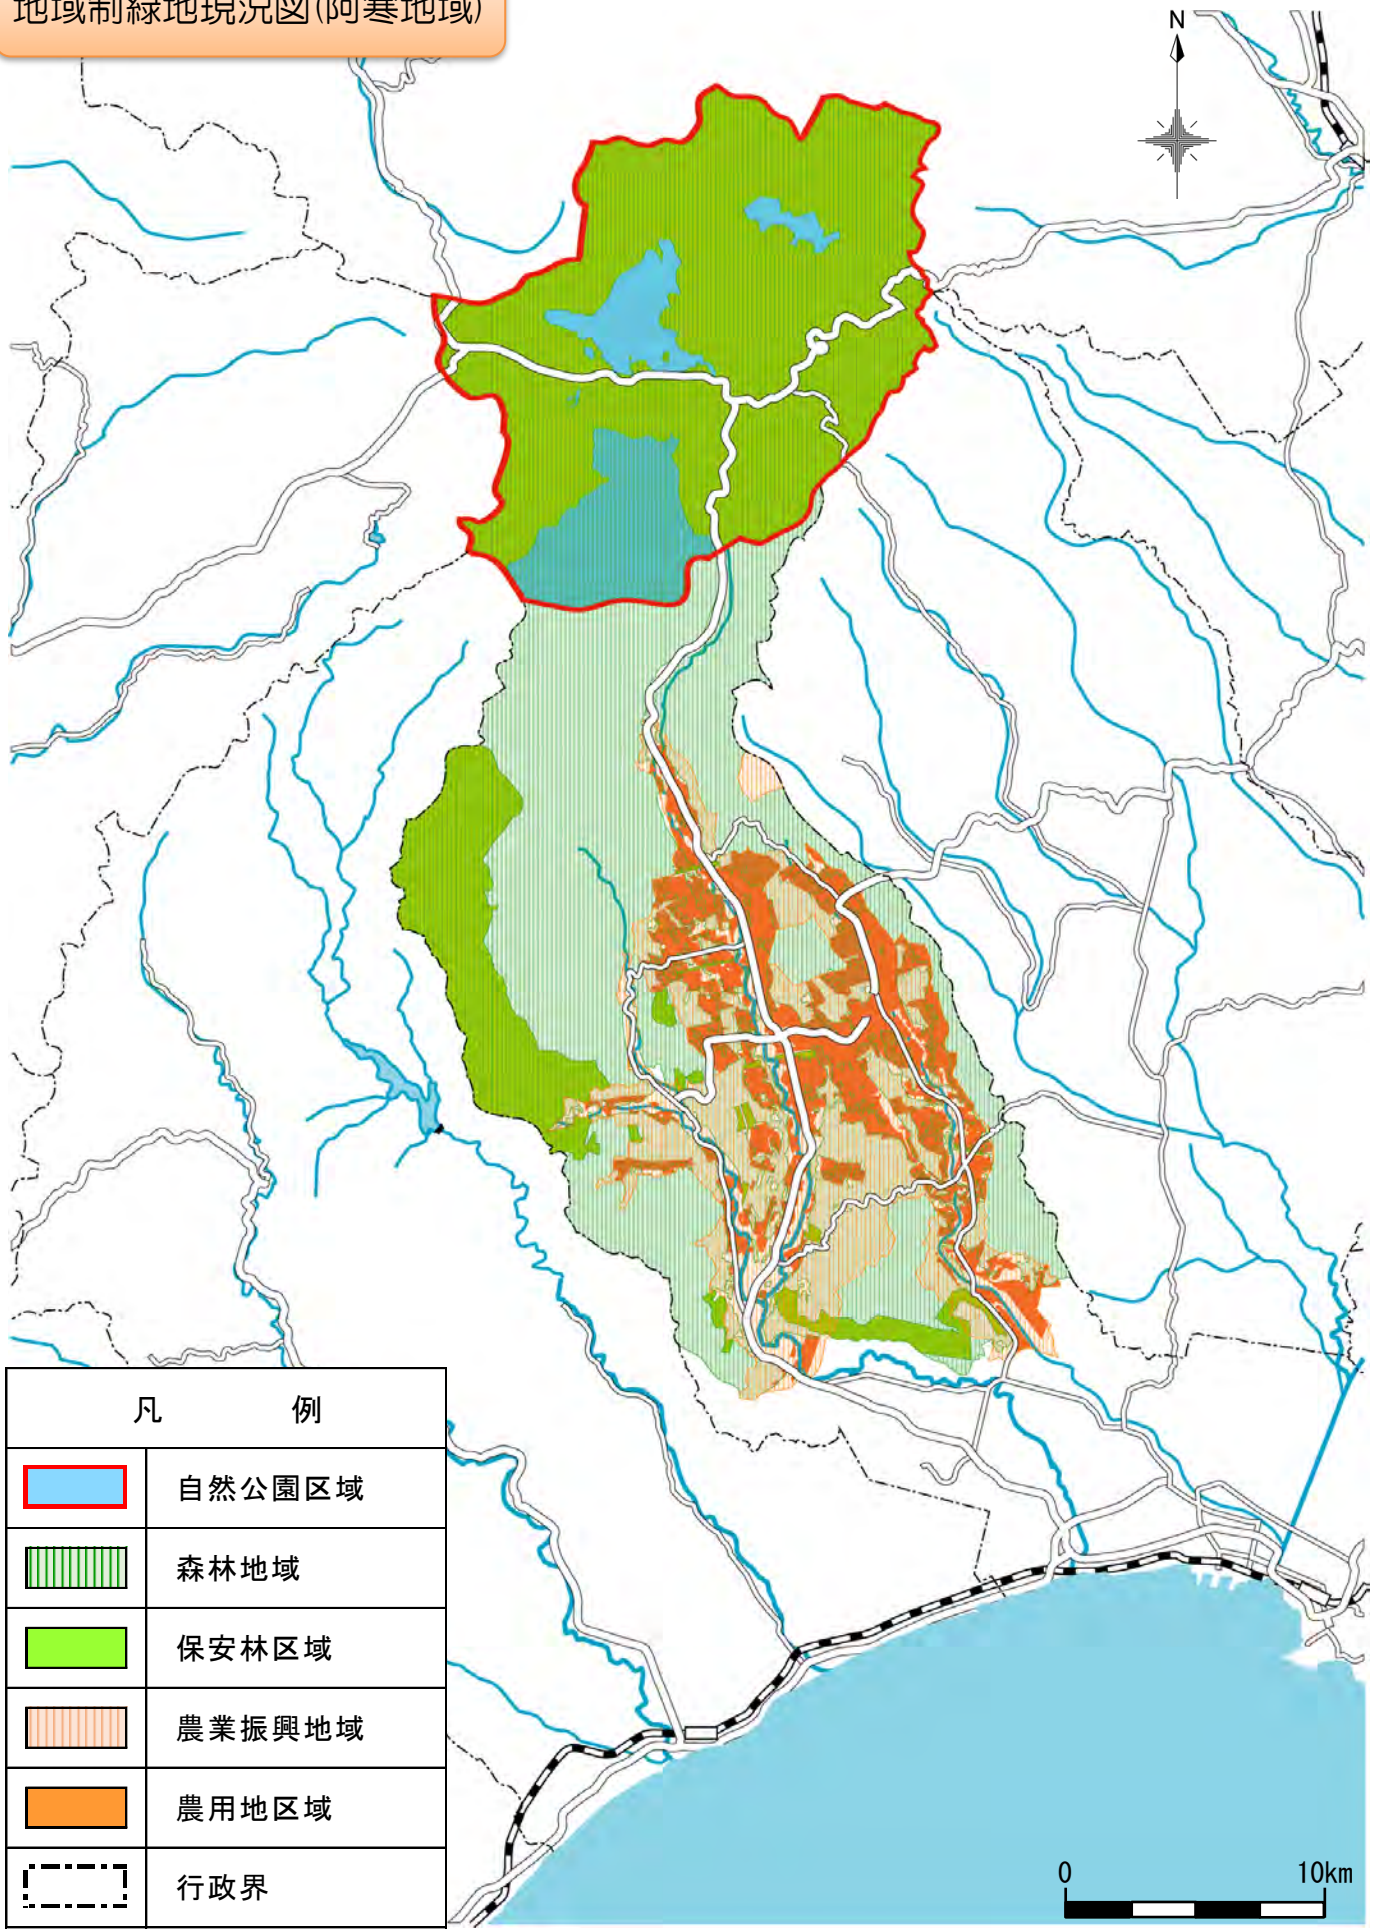 地域制緑地現況図(阿寒地域)
N
凡 例
自然公園区域
森林地域
保安林区域
農業振興地域
農用地区域
行政界
0 10km